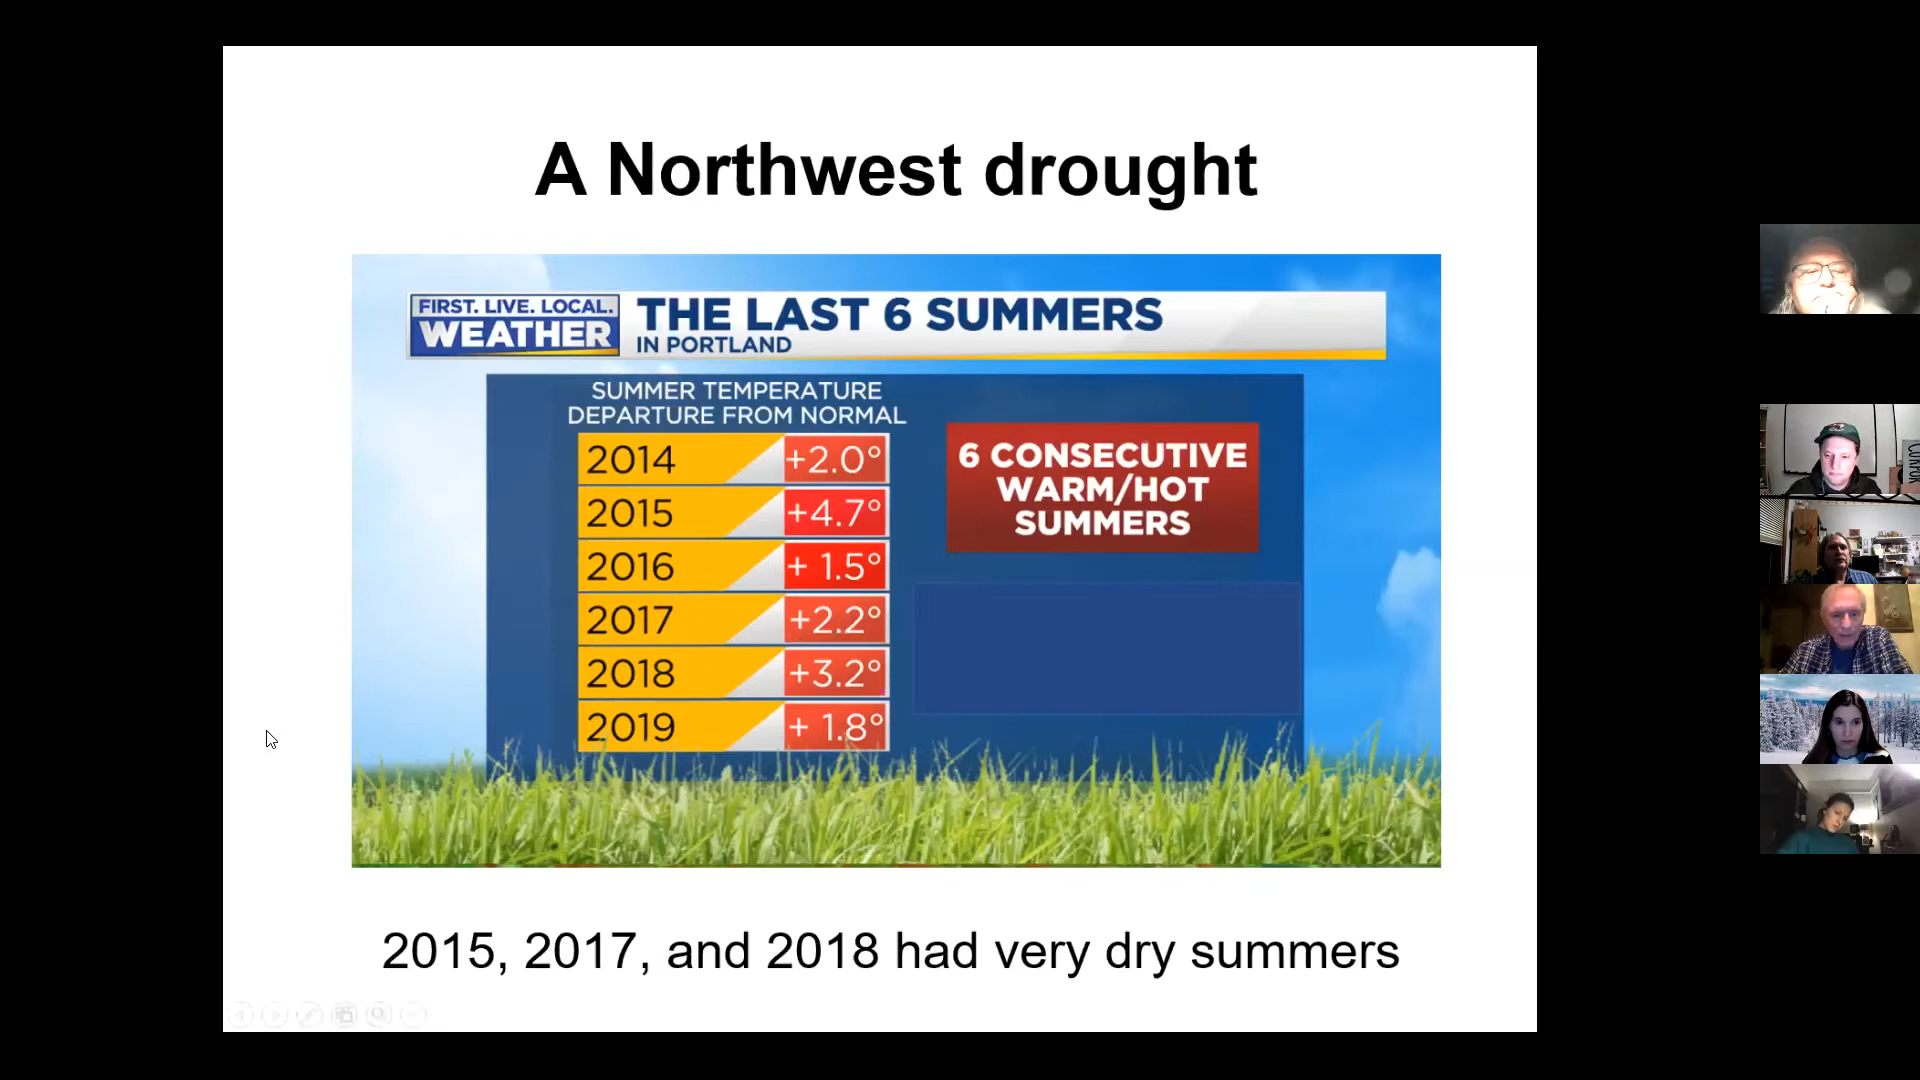 A Northwest drought
FIRST. LIVE. LOCAL.
WEATHER
THE LAST 6 SUMMERS
IN PORTLAND
SUMMER TEMPERATURE
DEPARTURE FROM NORMAL
2014 +2.0°
2015 +4.7°
2016 + 1.5°
2017 +2.2°
2018 +3.2°
2019 + 1.8°
6 CONSECUTIVE
WARM/HOT
SUMMERS
2015, 2017, and 2018 had very dry summers